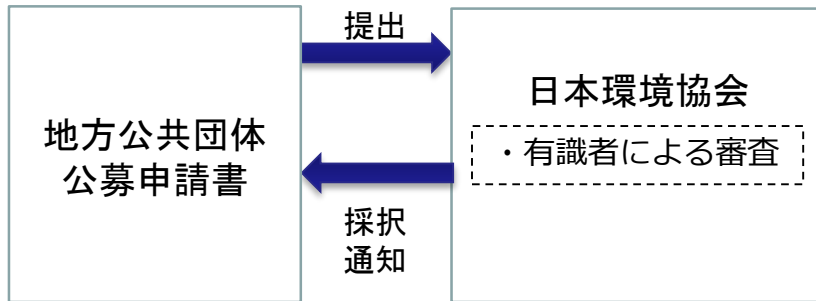 提出
地方公共団体
公募申請書
日本環境協会
・有識者による審査
採択
通知